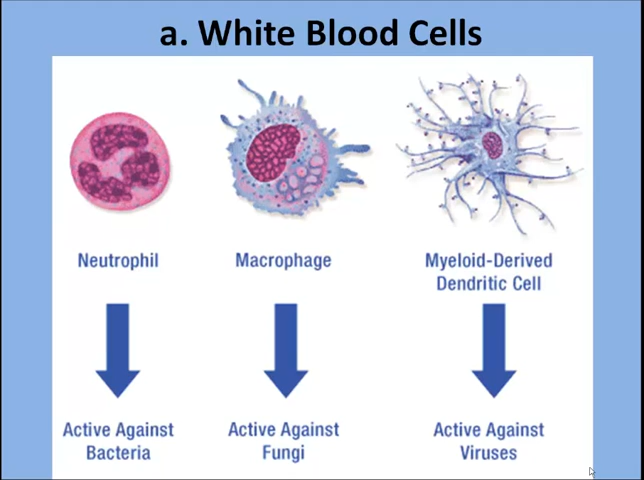 a. White Blood Cells
Neutrophil
Macrophage
Myeloid-Derived
Dendritic Cell
Active Against
Bacteria
Active Against
Fungi
Active Against
Viruses